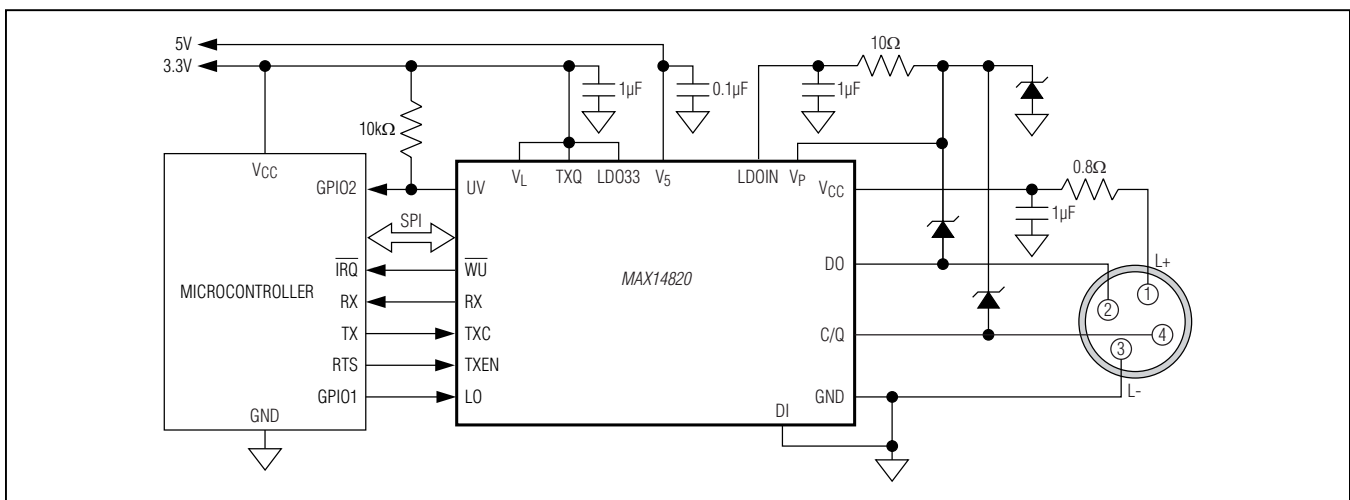 5V
3.3V
10Ω
1μF
0.1μF
1μF
10kΩ
VCC
VL
TXQ
LDO33
V5
LDOIN
VP
VCC
0.8Ω
GPIO2
UV
1μF
SPI
L+
IRQ
WU
MAX14820
DO
MICROCONTROLLER
RX
RX
1
2
TX
TXC
C/Q
4
3
RTS
TXEN
GPIO1
LO
GND
L-
GND
DI